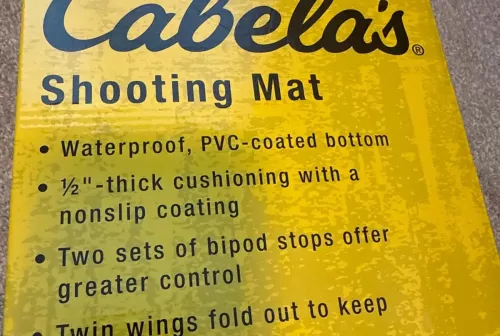 Cabela's®
Shooting Mat
• Waterproof, PVC-coated bottom
• ½"-thick cushioning with a
nonslip coating
• Two sets of bipod stops offer
greater control
• Twin wings fold out to keep